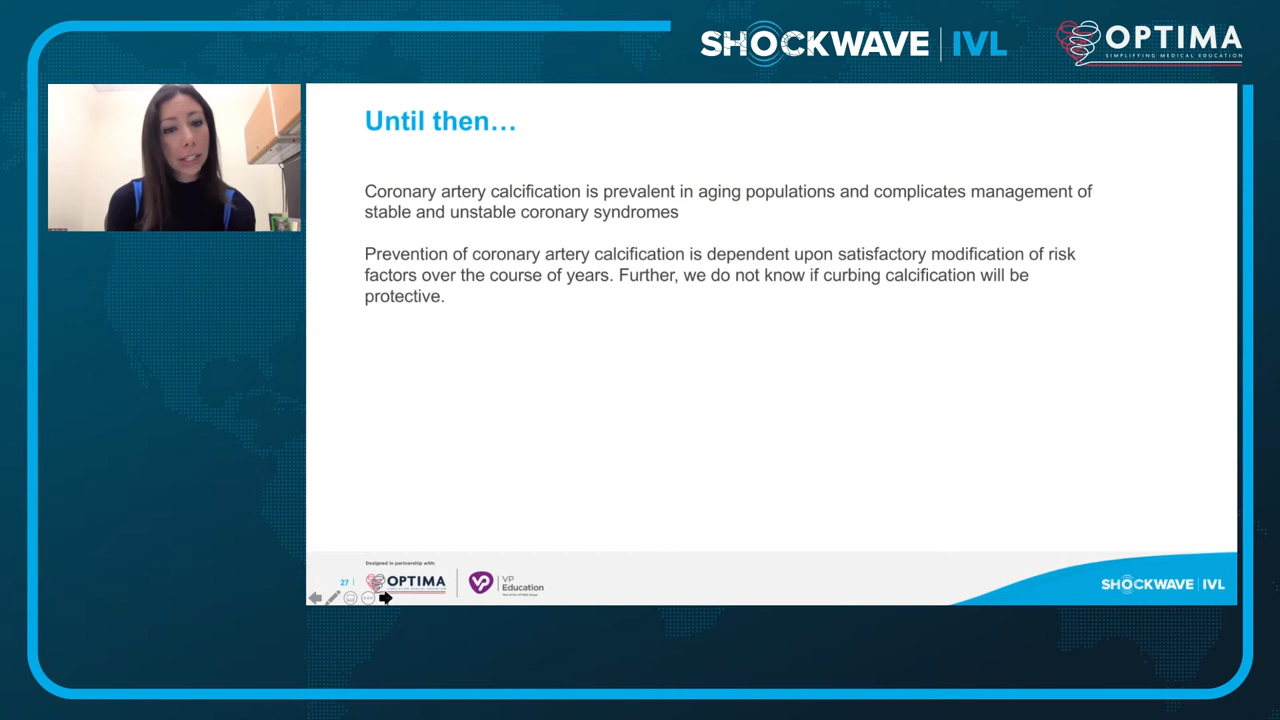 SHOCKWAVE | IVL
OPTIMA
SIMPLIFYING MEDICAL EDUCATION
Until then…
Coronary artery calcification is prevalent in aging populations and complicates management of
stable and unstable coronary syndromes
Prevention of coronary artery calcification is dependent upon satisfactory modification of risk
factors over the course of years. Further, we do not know if curbing calcification will be
protective.
Designed in partnership with:
27 |
OPTIMA
VP
Education
SHOCKWAVE | IVL